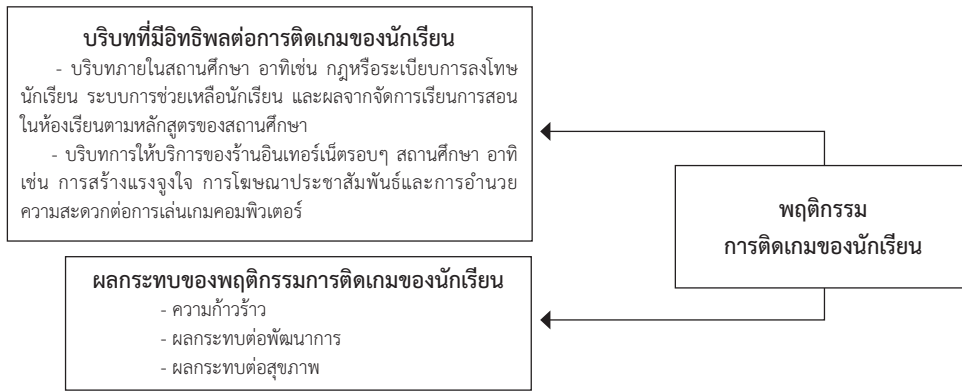 บริบทที่มีอิทธิพลต่อการติดเกมของนักเรียน
- บริบทภายในสถานศึกษา อาทิเช่น กฎหรือระเบียบการลงโทษ
นักเรียน ระบบการช่วยเหลือนักเรียน และผลจากจัดการเรียนการสอน
ในห้องเรียนตามหลักสูตรของสถานศึกษา
- บริบทการให้บริการของร้านอินเทอร์เน็ตรอบๆ สถานศึกษา อาทิ
เช่น การสร้างแรงจูงใจ การโฆษณาประชาสัมพันธ์และการอำนวย
ความสะดวกต่อการเล่นเกมคอมพิวเตอร์
พฤติกรรม
การติดเกมของนักเรียน
ผลกระทบของพฤติกรรมการติดเกมของนักเรียน
- ความก้าวร้าว
- ผลกระทบต่อพัฒนาการ
- ผลกระทบต่อสุขภาพ